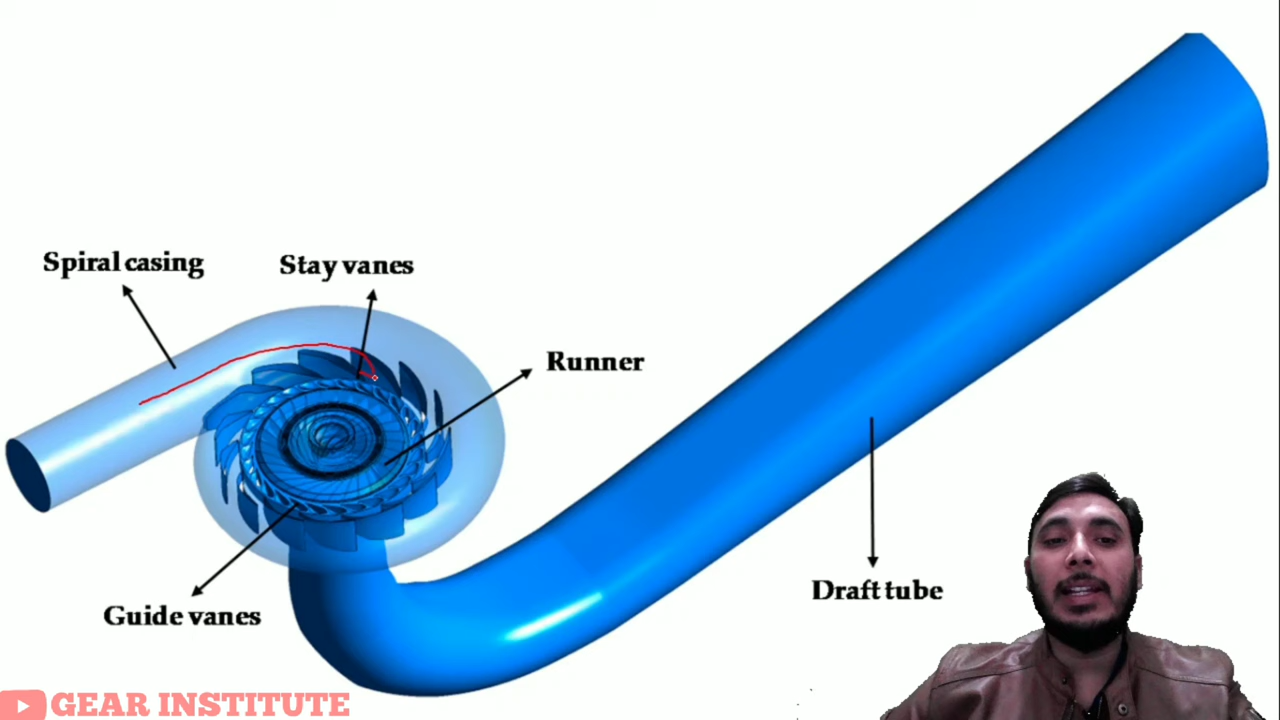 Spiral casing
Stay vanes
Runner
Draft tube
Guide vanes
GEAR INSTITUTE